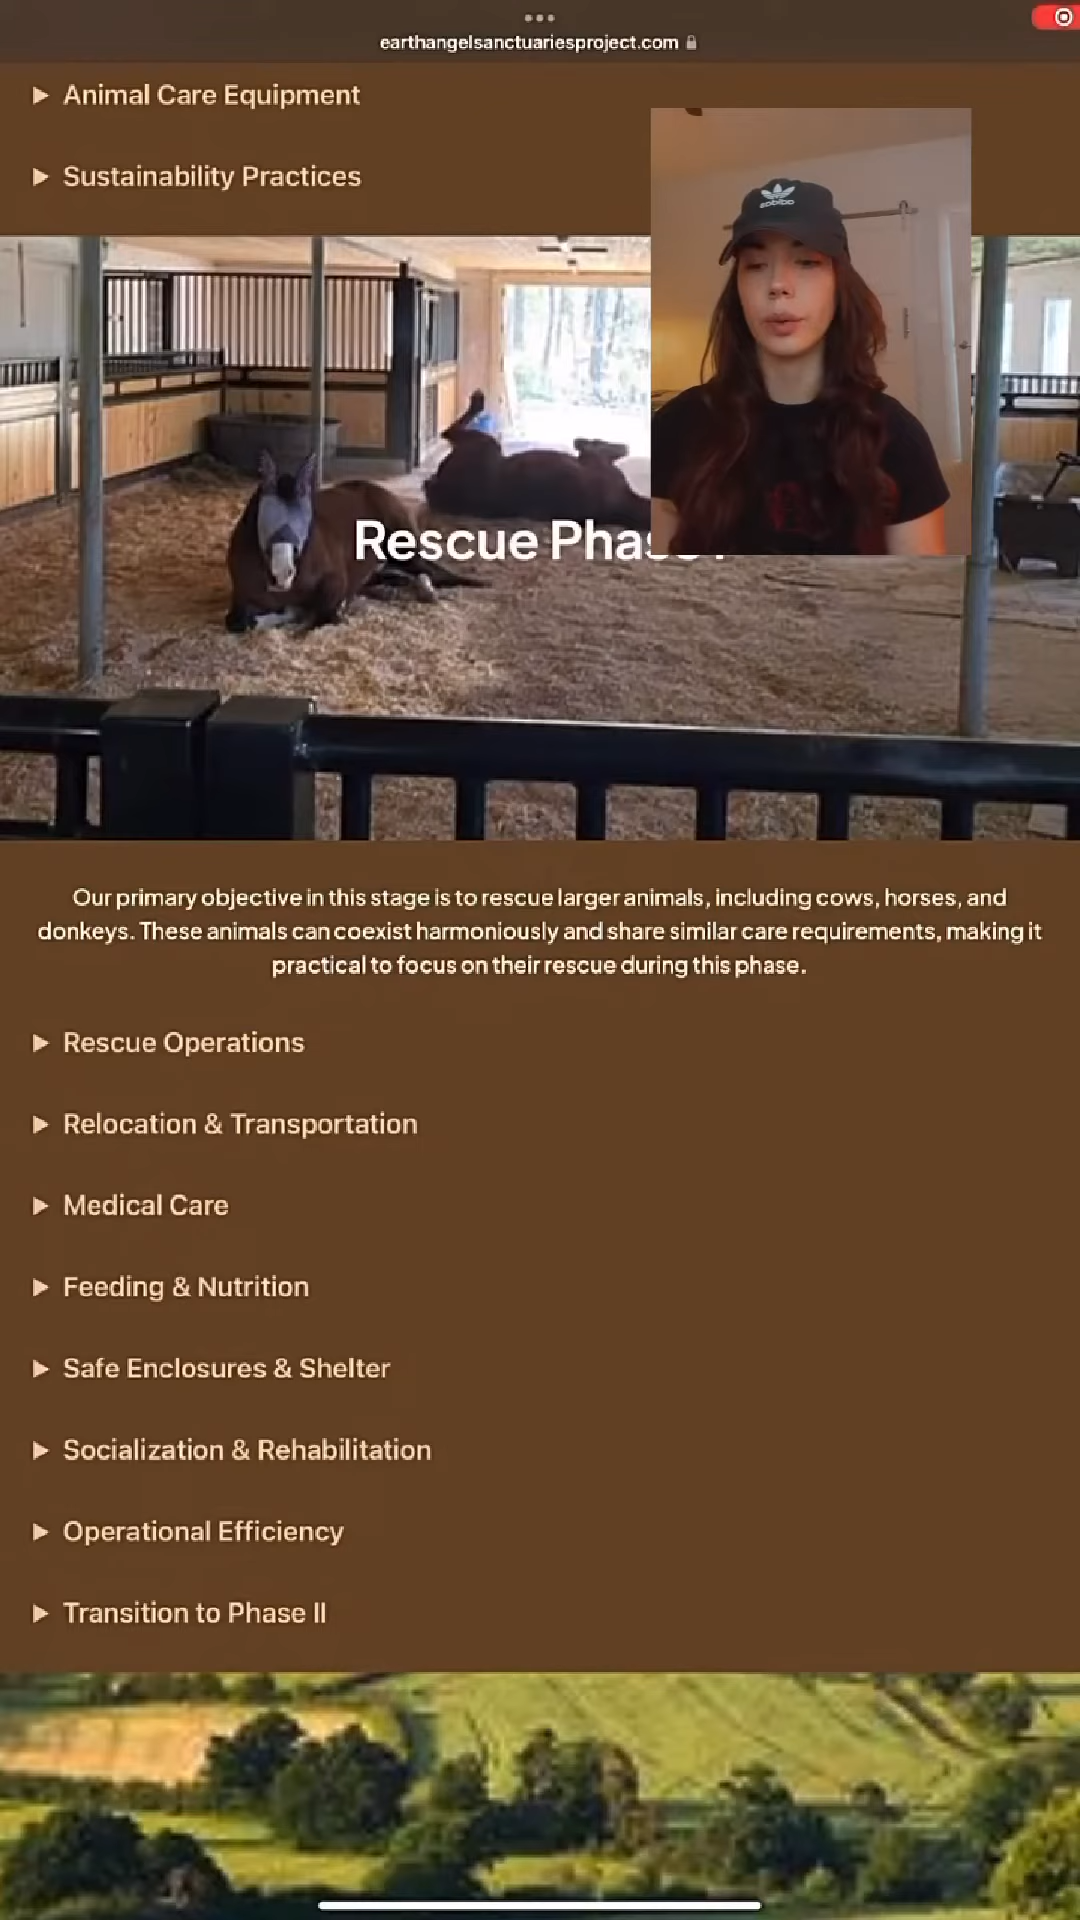 earthangelsanctuariesproject.com
Animal Care Equipment
Sustainability Practices
adidas
Rescue Phase I
Our primary objective in this stage is to rescue larger animals, including cows, horses, and
donkeys. These animals can coexist harmoniously and share similar care requirements, making it
practical to focus on their rescue during this phase.
Rescue Operations
Relocation & Transportation
Medical Care
Feeding & Nutrition
Safe Enclosures & Shelter
Socialization & Rehabilitation
Operational Efficiency
Transition to Phase II